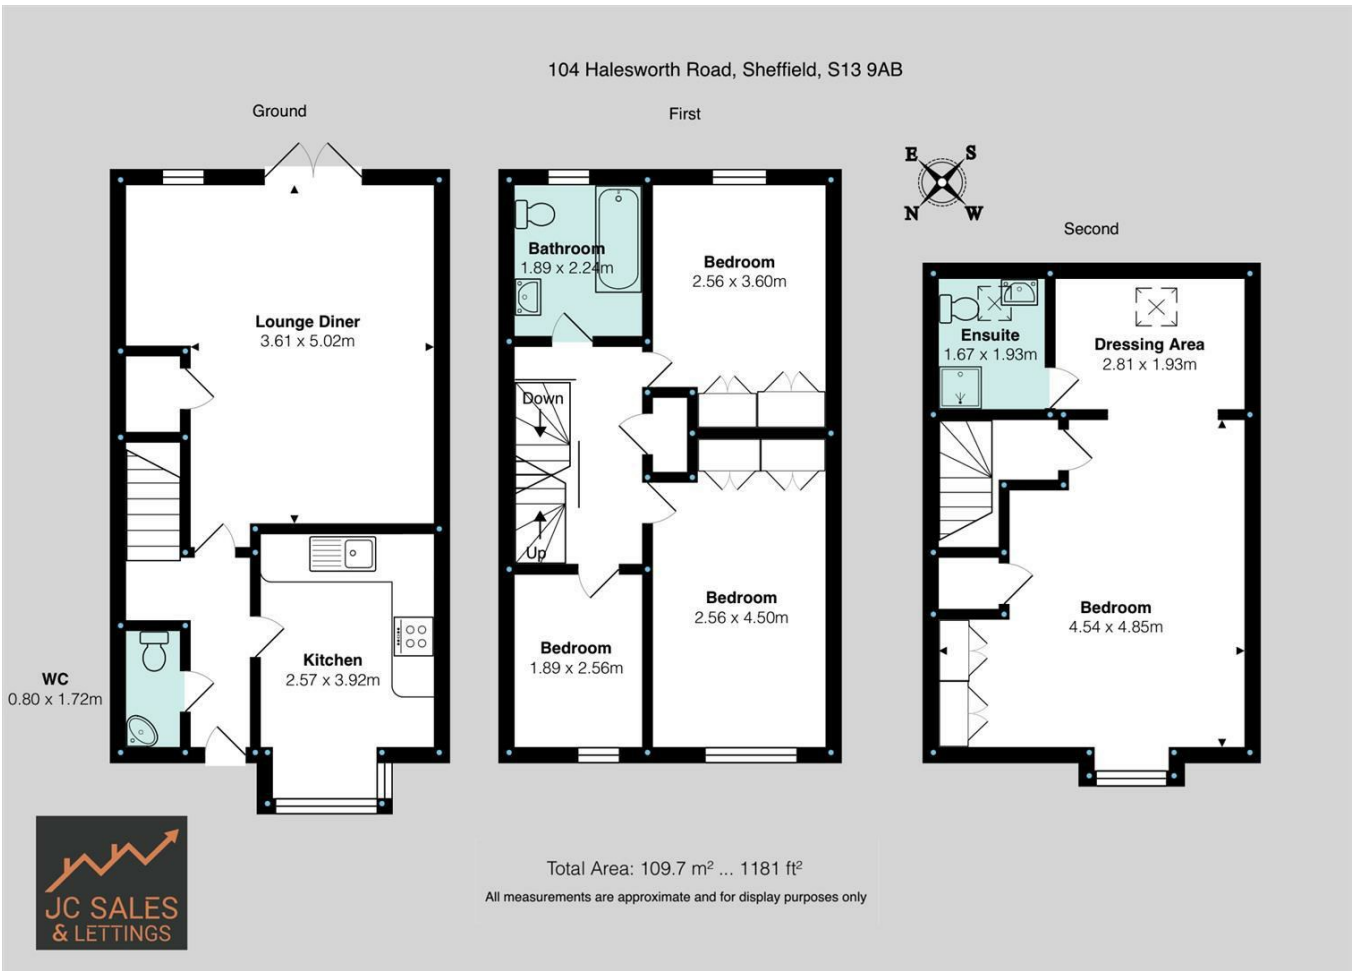 104 Halesworth Road, Sheffield, S13 9AB
Ground
First
E S
N W
Second
Lounge Diner
3.61 x 5.02m
Kitchen
2.57 x 3.92m
WC
0.80 x 1.72m
Bathroom
1.89 x 2.24m
Bedroom
2.56 x 3.60m
Down
Up
Bedroom
2.56 x 4.50m
Bedroom
1.89 x 2.56m
Ensuite
1.67 x 1.93m
Dressing Area
2.81 x 1.93m
Bedroom
4.54 x 4.85m
JC SALES
& LETTINGS
Total Area: 109.7 m² ... 1181 ft²
All measurements are approximate and for display purposes only